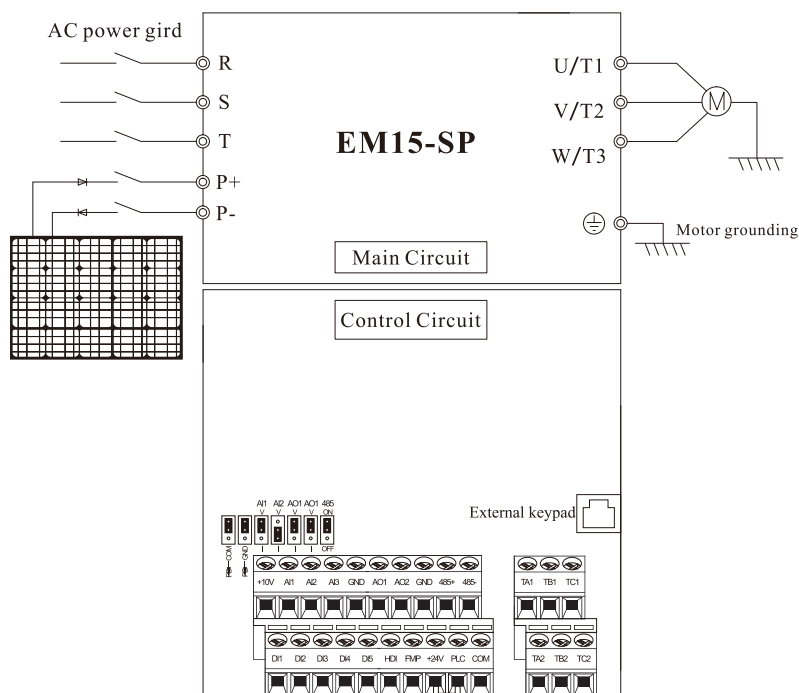 AC power gird
R
S
T
P+
P-
EM15-SP
U/T1
V/T2
W/T3
M
Motor grounding
Main Circuit
Control Circuit
External keypad
AI1 AI2 AO1 AO1 485
V V V V ON
I I I I OFF
COM
GND
+10V AI1 AI2 AI3 GND AO1 AO2 GND 485+ 485-
TA1 TB1 TC1
DI1 DI2 DI3 DI4 DI5 HDI FMP +24V PLC COM
TA2 TB2 TC2